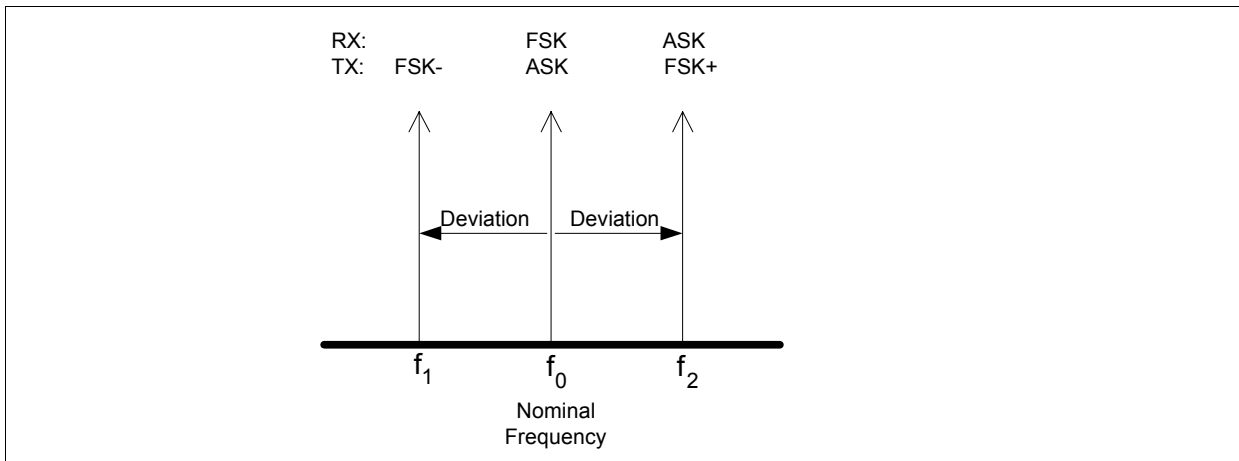 RX: FSK ASK
TX: FSK- ASK FSK+
Deviation Deviation
f1 f0 f2
Nominal
Frequency